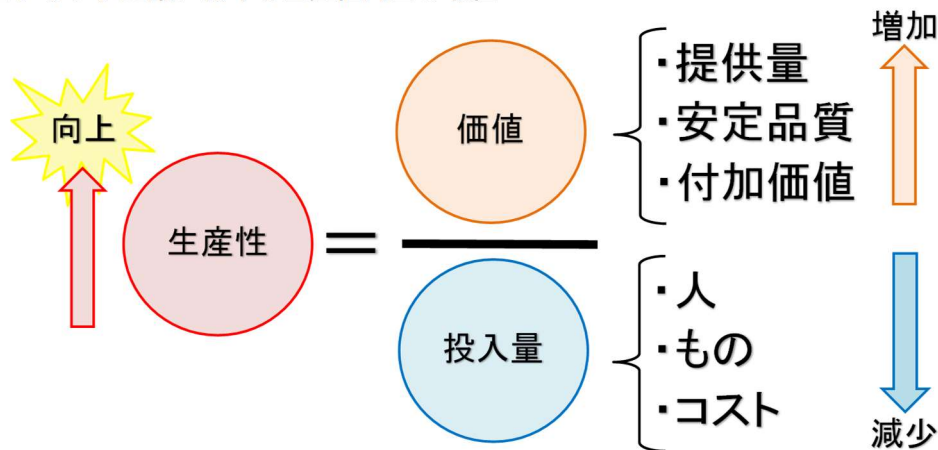 向上
生産性
=
価値
投入量
・提供量
・安定品質
・付加価値
・人
・もの
・コスト
増加
減少